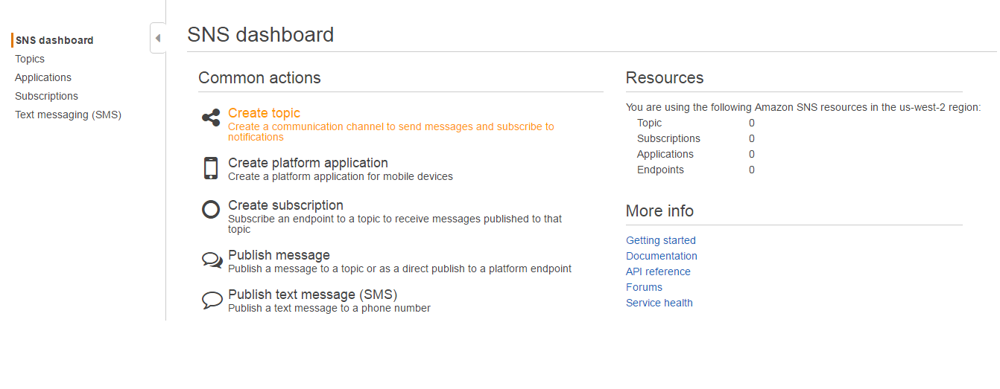 SNS dashboard
Topics
Applications
Subscriptions
Text messaging (SMS)
SNS dashboard
Common actions
Create topic
Create a communication channel to send messages and subscribe to
notifications
Create platform application
Create a platform application for mobile devices
Create subscription
Subscribe an endpoint to a topic to receive messages published to that
topic
Publish message
Publish a message to a topic or as a direct publish to a platform endpoint
Publish text message (SMS)
Publish a text message to a phone number
Resources
You are using the following Amazon SNS resources in the us-west-2 region:
Topic 0
Subscriptions 0
Applications 0
Endpoints 0
More info
Getting started
Documentation
API reference
Forums
Service health